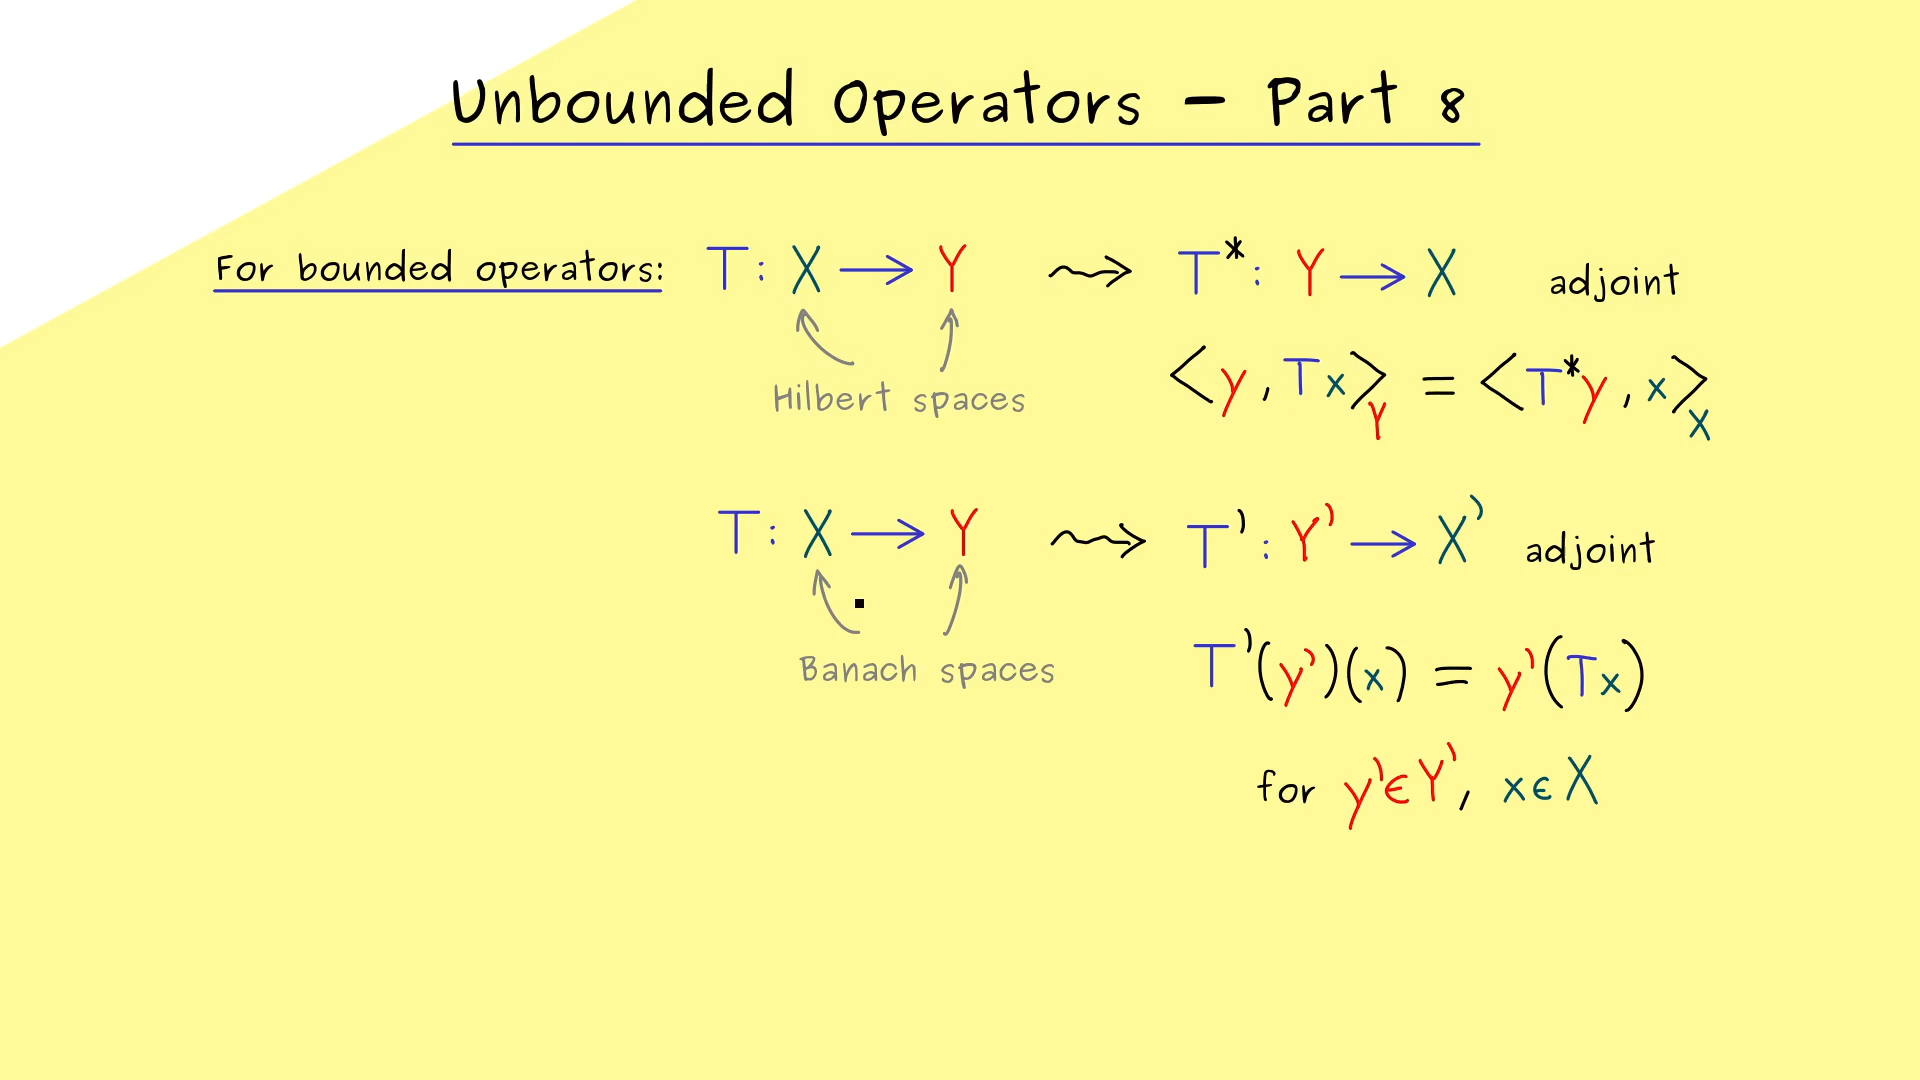 Unbounded Operators – Part 8
For bounded operators: T: X → Y ⇝ T*: Y → X adjoint
Hilbert spaces
<y, Tx>_Y = <T*y, x>_X
T: X → Y ⇝ T': Y' → X' adjoint
Banach spaces
T'(y')(x) = y'(Tx)
for y'∈Y', x∈X